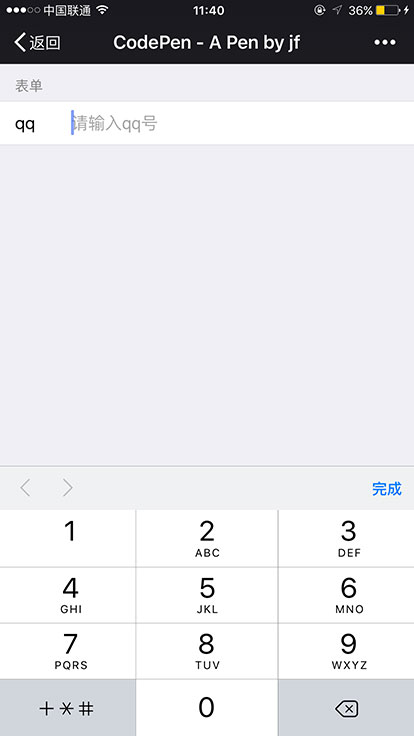 中国联通 11:40 36%
返回 CodePen - A Pen by jf •••
表单
qq 请输入qq号
完成
1 2 3
ABC DEF
4 5 6
GHI JKL MNO
7 8 9
PQRS TUV WXYZ
+*# 0